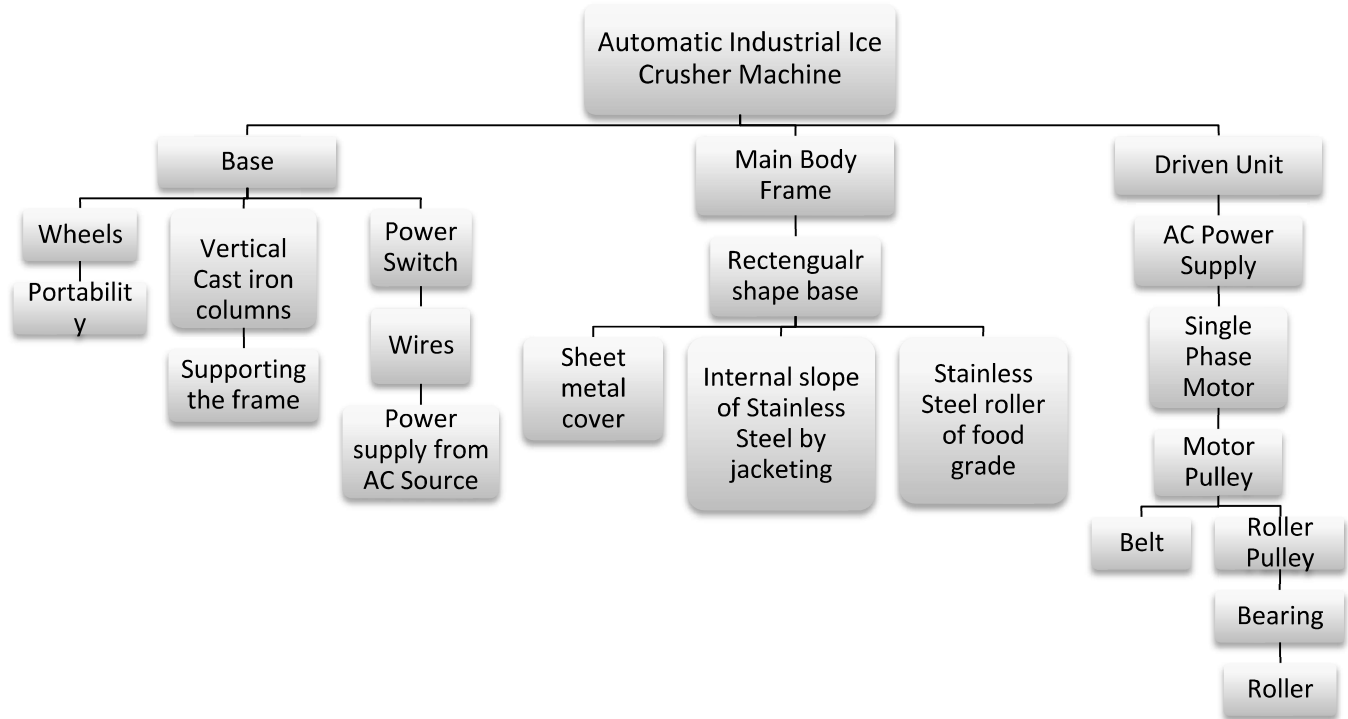 Automatic Industrial Ice
Crusher Machine
Base
Main Body
Frame
Driven Unit
Wheels
Portabilit
y
Vertical
Cast iron
columns
Supporting
the frame
Power
Switch
Wires
Power
supply from
AC Source
Rectengualr
shape base
Sheet
metal
cover
Internal slope
of Stainless
Steel by
jacketing
Stainless
Steel roller
of food
grade
AC Power
Supply
Single
Phase
Motor
Motor
Pulley
Belt
Roller
Pulley
Bearing
Roller